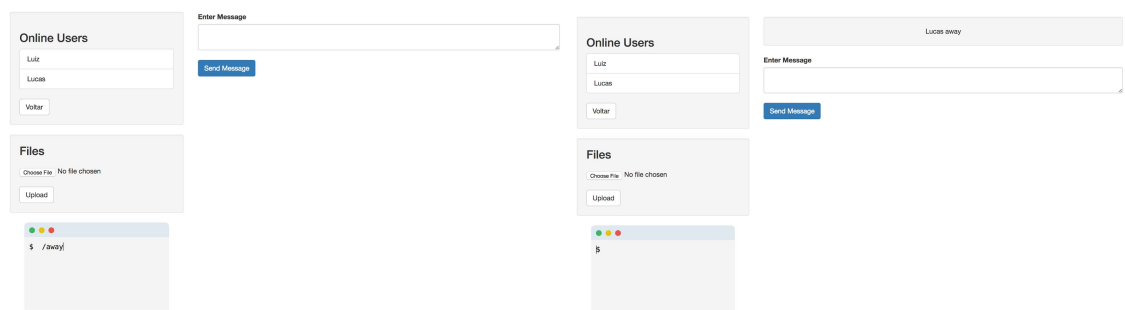 Online Users
Luiz
Lucas
Voltar
Files
Choose File No file chosen
Upload
$ /away
Enter Message
Send Message
Online Users
Luiz
Lucas
Voltar
Files
Choose File No file chosen
Upload
$
Lucas away
Enter Message
Send Message